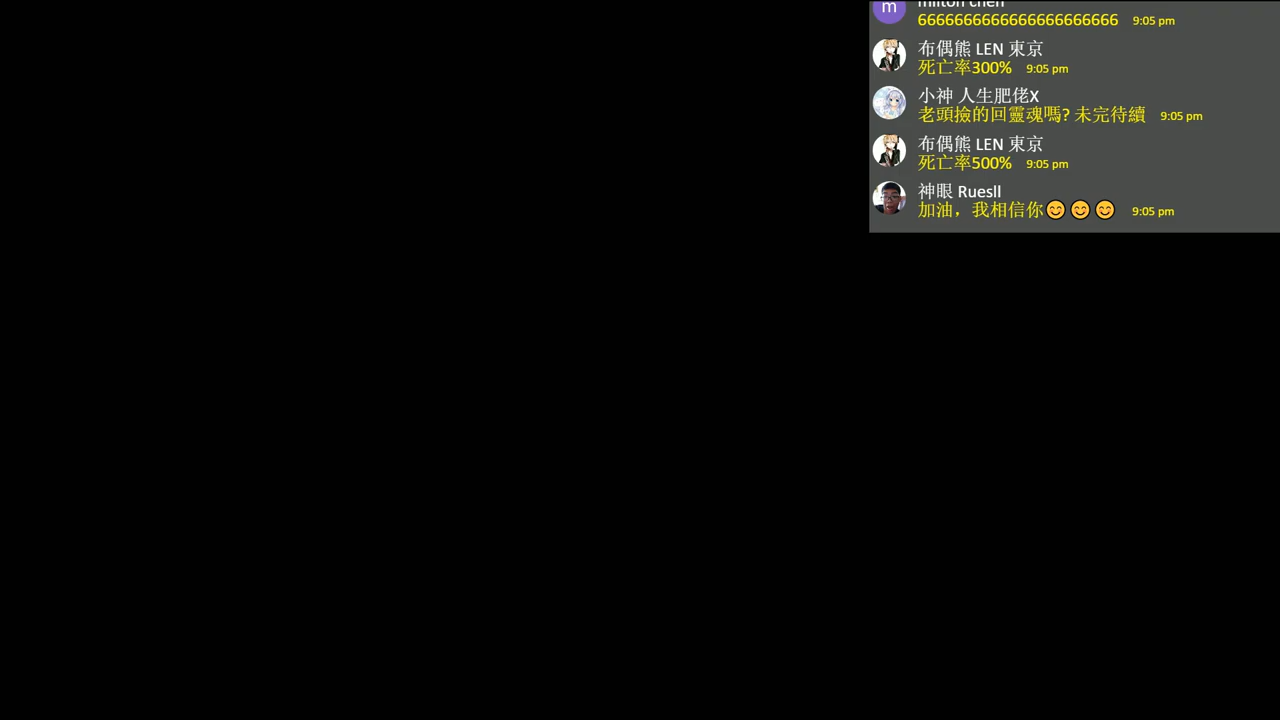 m
milton chen
6666666666666666666666 9:05 pm
布偶熊 LEN 東京
死亡率300% 9:05 pm
小神 人生肥佬X
老頭撿的回靈魂嗎? 未完待續 9:05 pm
布偶熊 LEN 東京
死亡率500% 9:05 pm
神眼 Ruesll
加油，我相信你😊😊😊 9:05 pm